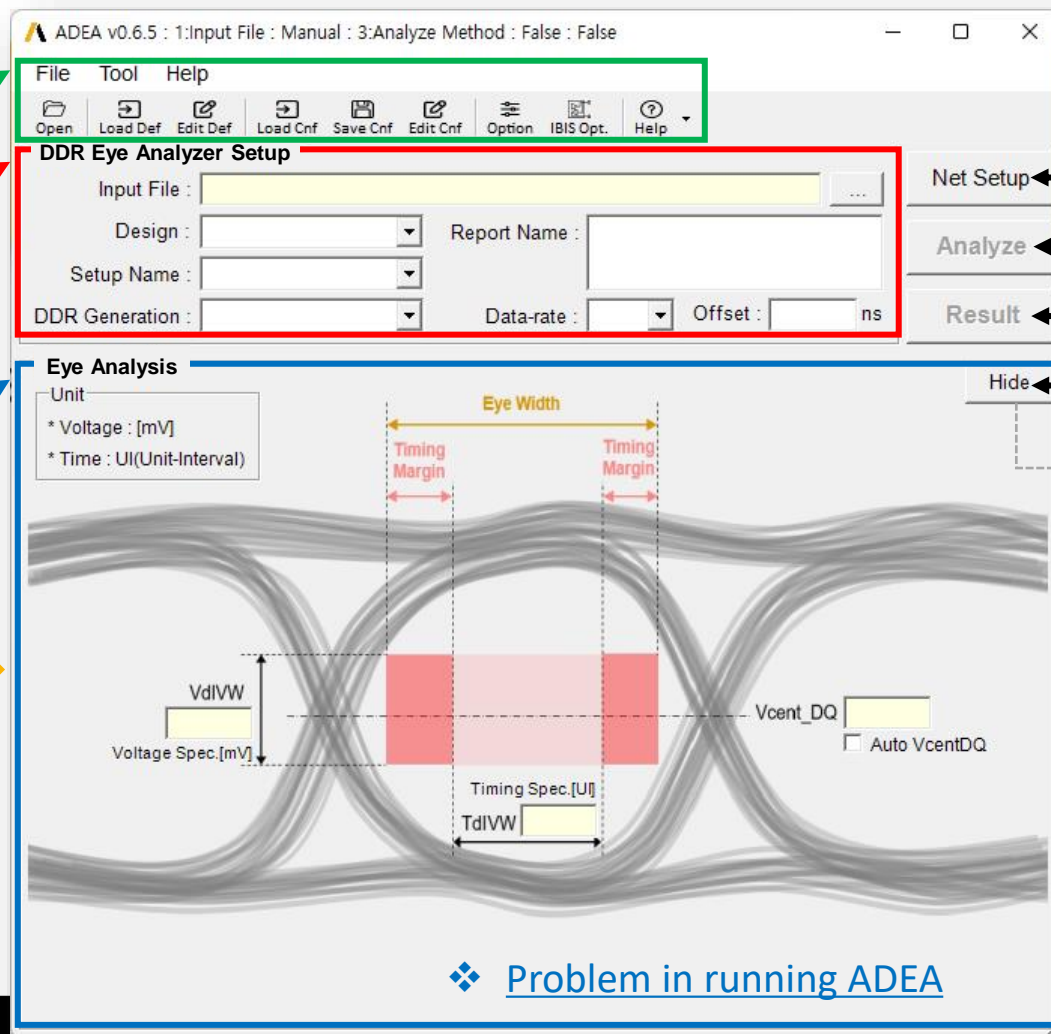 ADEA v0.6.5 : 1:Input File : Manual : 3:Analyze Method : False : False
File Tool Help
Open Load Def Edit Def Load Cnf Save Cnf Edit Cnf Option IBIS Opt. Help
DDR Eye Analyzer Setup
Input File : ...
Net Setup
Design : Report Name :
Analyze
Setup Name :
DDR Generation : Data-rate : Offset : ns
Result
Eye Analysis
Hide
Unit
* Voltage : [mV]
* Time : UI(Unit-Interval)
Eye Width
Timing Margin
Timing Margin
VdIVW
Voltage Spec.[mV]
Vcent_DQ
Auto VcentDQ
Timing Spec.[UI]
TdIVW
❖ Problem in running ADEA